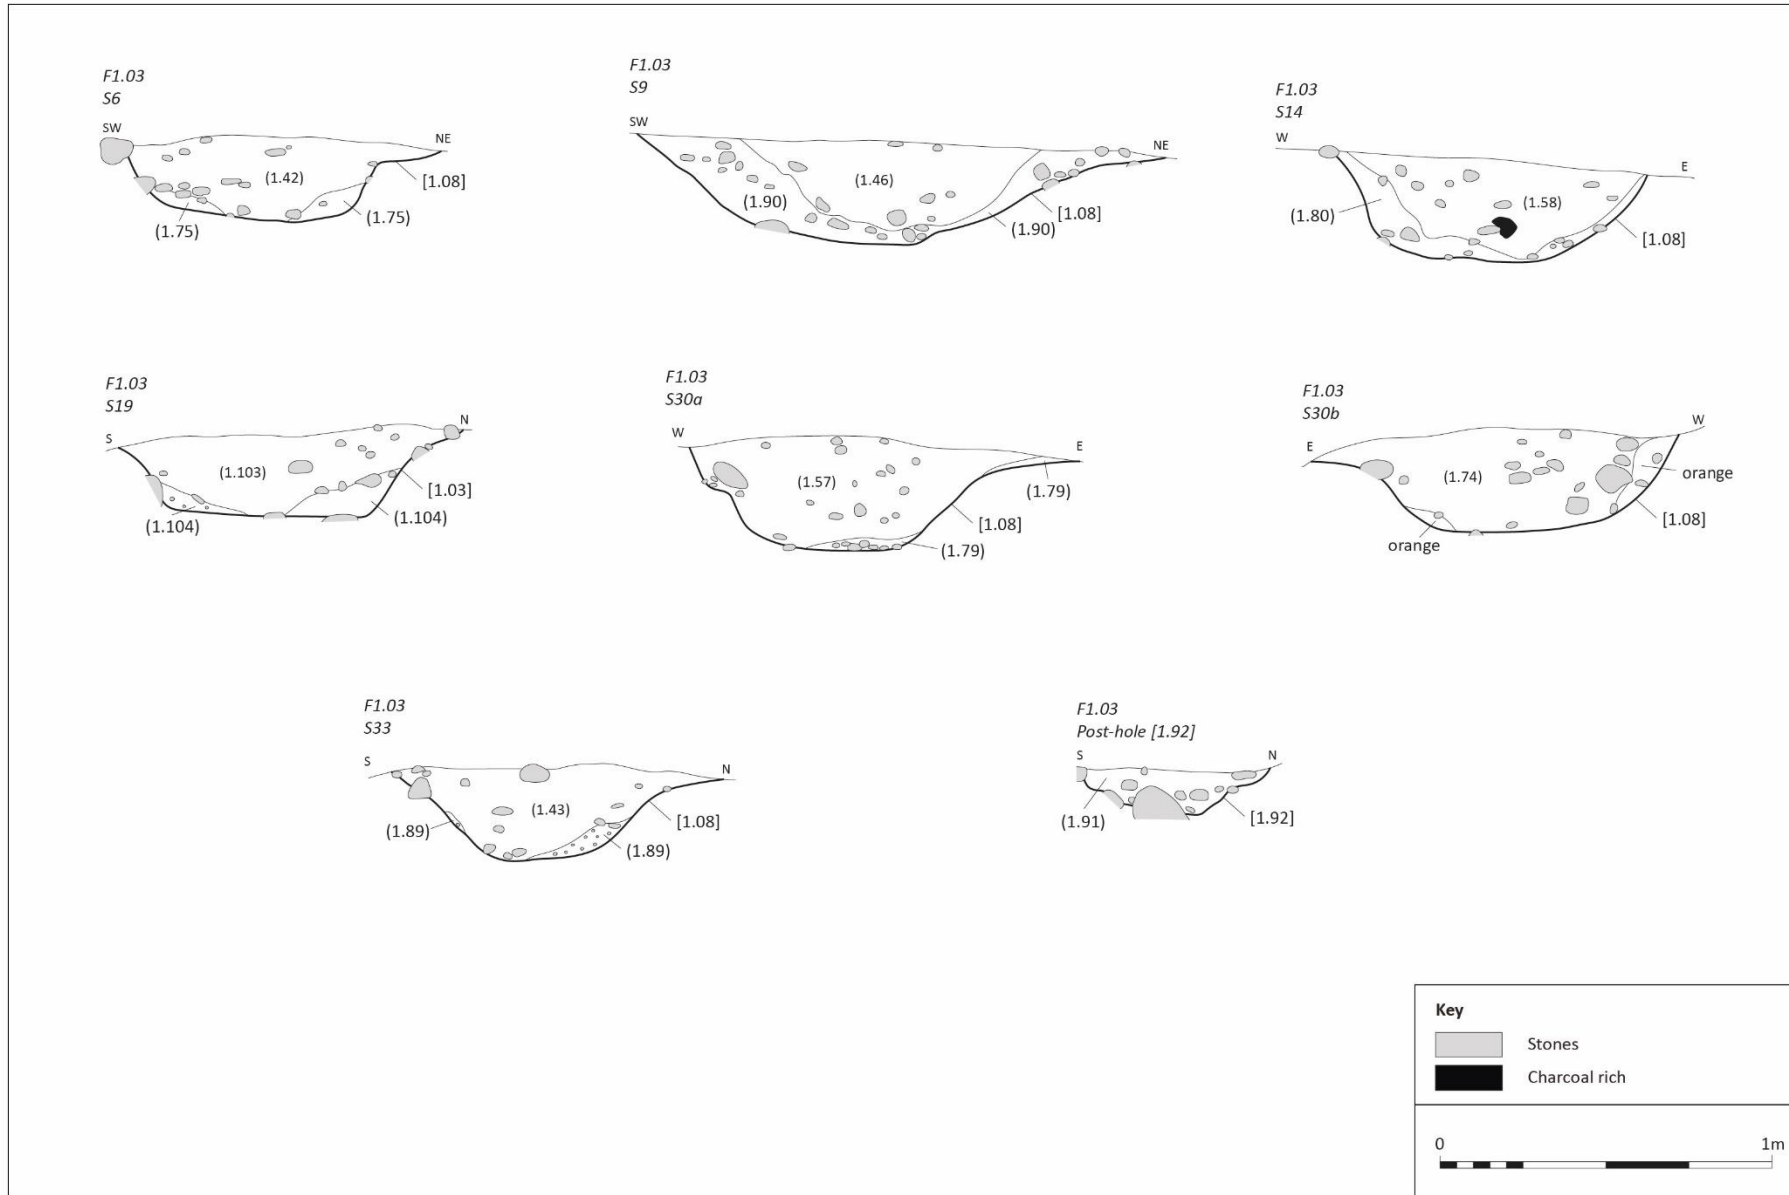 F1.03
S6
SW
NE
(1.42)
[1.08]
(1.75)
(1.75)
F1.03
S9
SW
NE
(1.46)
(1.90)
[1.08]
(1.90)
F1.03
S14
W
E
(1.80)
(1.58)
[1.08]
F1.03
S19
S
N
(1.103)
[1.03]
(1.104)
(1.104)
F1.03
S30a
W
E
(1.57)
(1.79)
[1.08]
(1.79)
F1.03
S30b
E
W
(1.74)
orange
[1.08]
orange
F1.03
S33
S
N
(1.43)
(1.89)
[1.08]
(1.89)
F1.03
Post-hole [1.92]
S
N
(1.91)
[1.92]
Key
Stones
Charcoal rich
0
1m